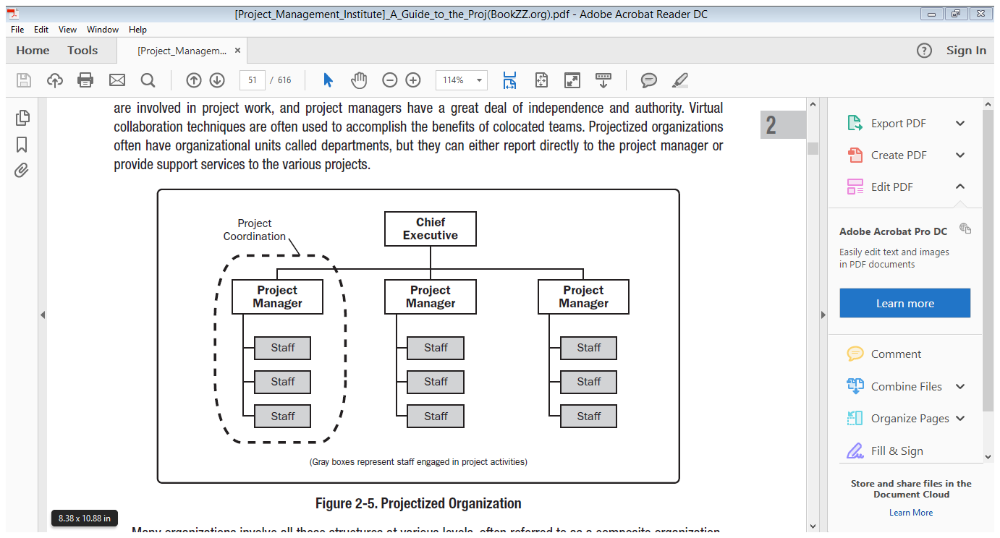 [Project_Management_Institute]_A_Guide_to_the_Proj(BookZZ.org).pdf - Adobe Acrobat Reader DC
File Edit View Window Help
Home Tools [Project_Managem... × ? Sign In
51 / 616 114%
are involved in project work, and project managers have a great deal of independence and authority. Virtual
collaboration techniques are often used to accomplish the benefits of colocated teams. Projectized organizations
often have organizational units called departments, but they can either report directly to the project manager or
provide support services to the various projects.
2
Project
Coordination
Chief
Executive
Project
Manager
Project
Manager
Project
Manager
Staff Staff Staff
Staff Staff Staff
Staff Staff Staff
(Gray boxes represent staff engaged in project activities)
Figure 2-5. Projectized Organization
8.38 x 10.88 in
Many organizations involve all these structures at various levels, often referred to as a composite organization,
Export PDF
Create PDF
Edit PDF
Adobe Acrobat Pro DC
Easily edit text and images
in PDF documents
Learn more
Comment
Combine Files
Organize Pages
Fill & Sign
Store and share files in the
Document Cloud
Learn More